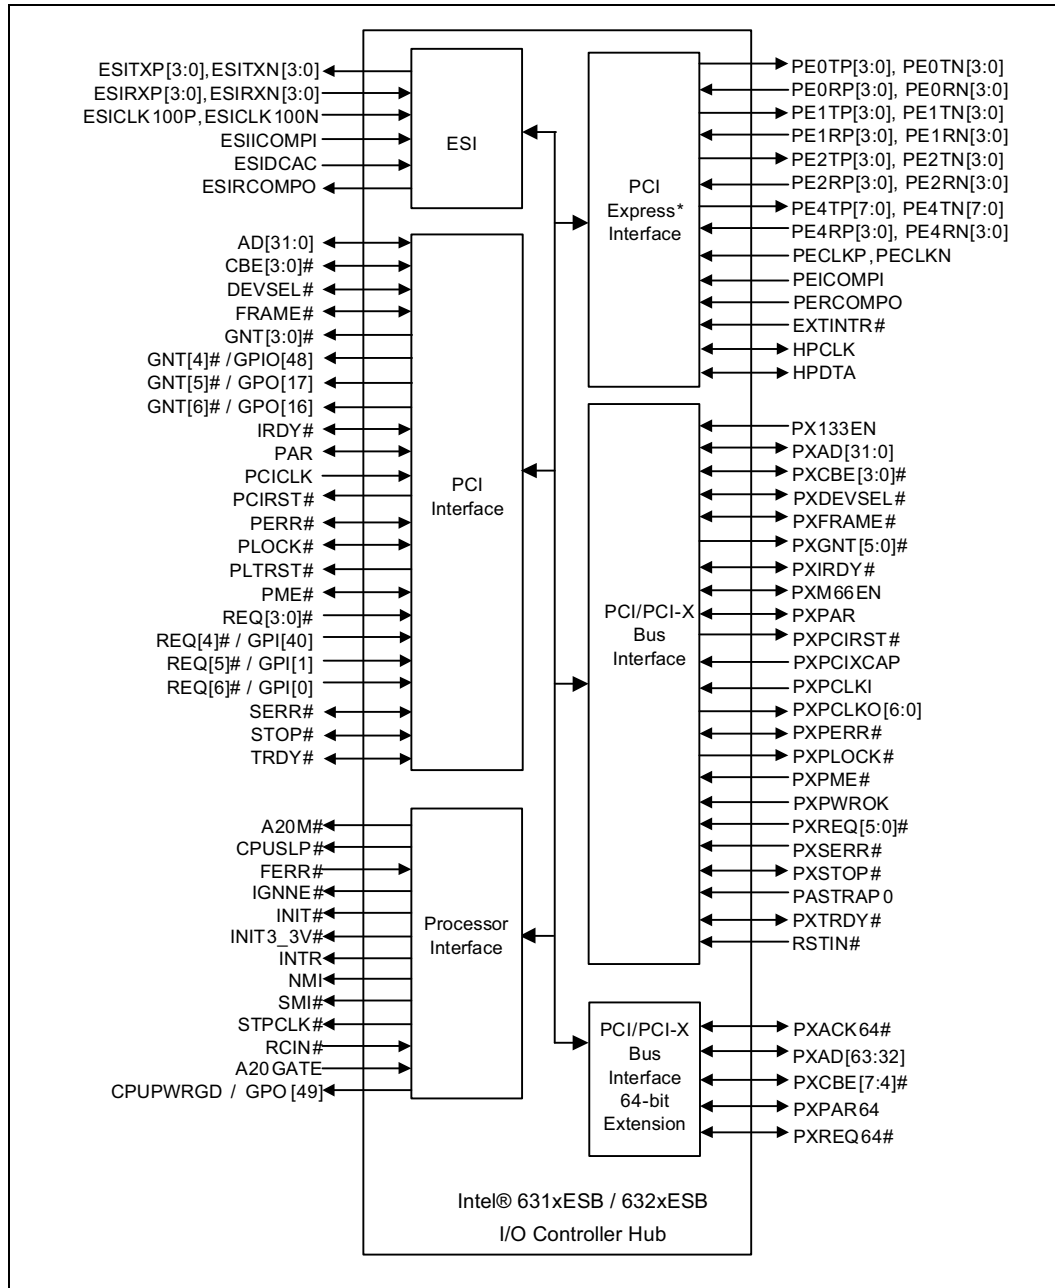 ESITXP[3:0],ESITXN[3:0]
ESIRXP[3:0],ESIRXN[3:0]
ESICLK100P,ESICLK100N
ESIICOMPI
ESIDCAC
ESIRCOMPO
ESI
AD[31:0]
CBE[3:0]#
DEVSEL#
FRAME#
GNT[3:0]#
GNT[4]# /GPIO[48]
GNT[5]# / GPO[17]
GNT[6]# / GPO[16]
IRDY#
PAR
PCICLK
PCIRST#
PERR#
PLOCK#
PLTRST#
PME#
REQ[3:0]#
REQ[4]# / GPI[40]
REQ[5]# / GPI[1]
REQ[6]# / GPI[0]
SERR#
STOP#
TRDY#
PCI
Interface
A20M#
CPUSLP#
FERR#
IGNNE#
INIT#
INIT3_3V#
INTR
NMI
SMI#
STPCLK#
RCIN#
A20GATE
CPUPWRGD / GPO[49]
Processor
Interface
PCI
Express*
Interface
PE0TP[3:0], PE0TN[3:0]
PE0RP[3:0], PE0RN[3:0]
PE1TP[3:0], PE1TN[3:0]
PE1RP[3:0], PE1RN[3:0]
PE2TP[3:0], PE2TN[3:0]
PE2RP[3:0], PE2RN[3:0]
PE4TP[7:0], PE4TN[7:0]
PE4RP[3:0], PE4RN[3:0]
PECLKP,PECLKN
PEICOMPI
PERCOMPO
EXTINTR#
HPCLK
HPDTA
PCI/PCI-X
Bus
Interface
PX133EN
PXAD[31:0]
PXCBE[3:0]#
PXDEVSEL#
PXFRAME#
PXGNT[5:0]#
PXIRDY#
PXM66EN
PXPAR
PXPCIRST#
PXPCIXCAP
PXPCLKI
PXPCLKO[6:0]
PXPERR#
PXPLOCK#
PXPME#
PXPWROK
PXREQ[5:0]#
PXSERR#
PXSTOP#
PASTRAP0
PXTRDY#
RSTIN#
PCI/PCI-X
Bus
Interface
64-bit
Extension
PXACK64#
PXAD[63:32]
PXCBE[7:4]#
PXPAR64
PXREQ64#
Intel® 631xESB / 632xESB
I/O Controller Hub